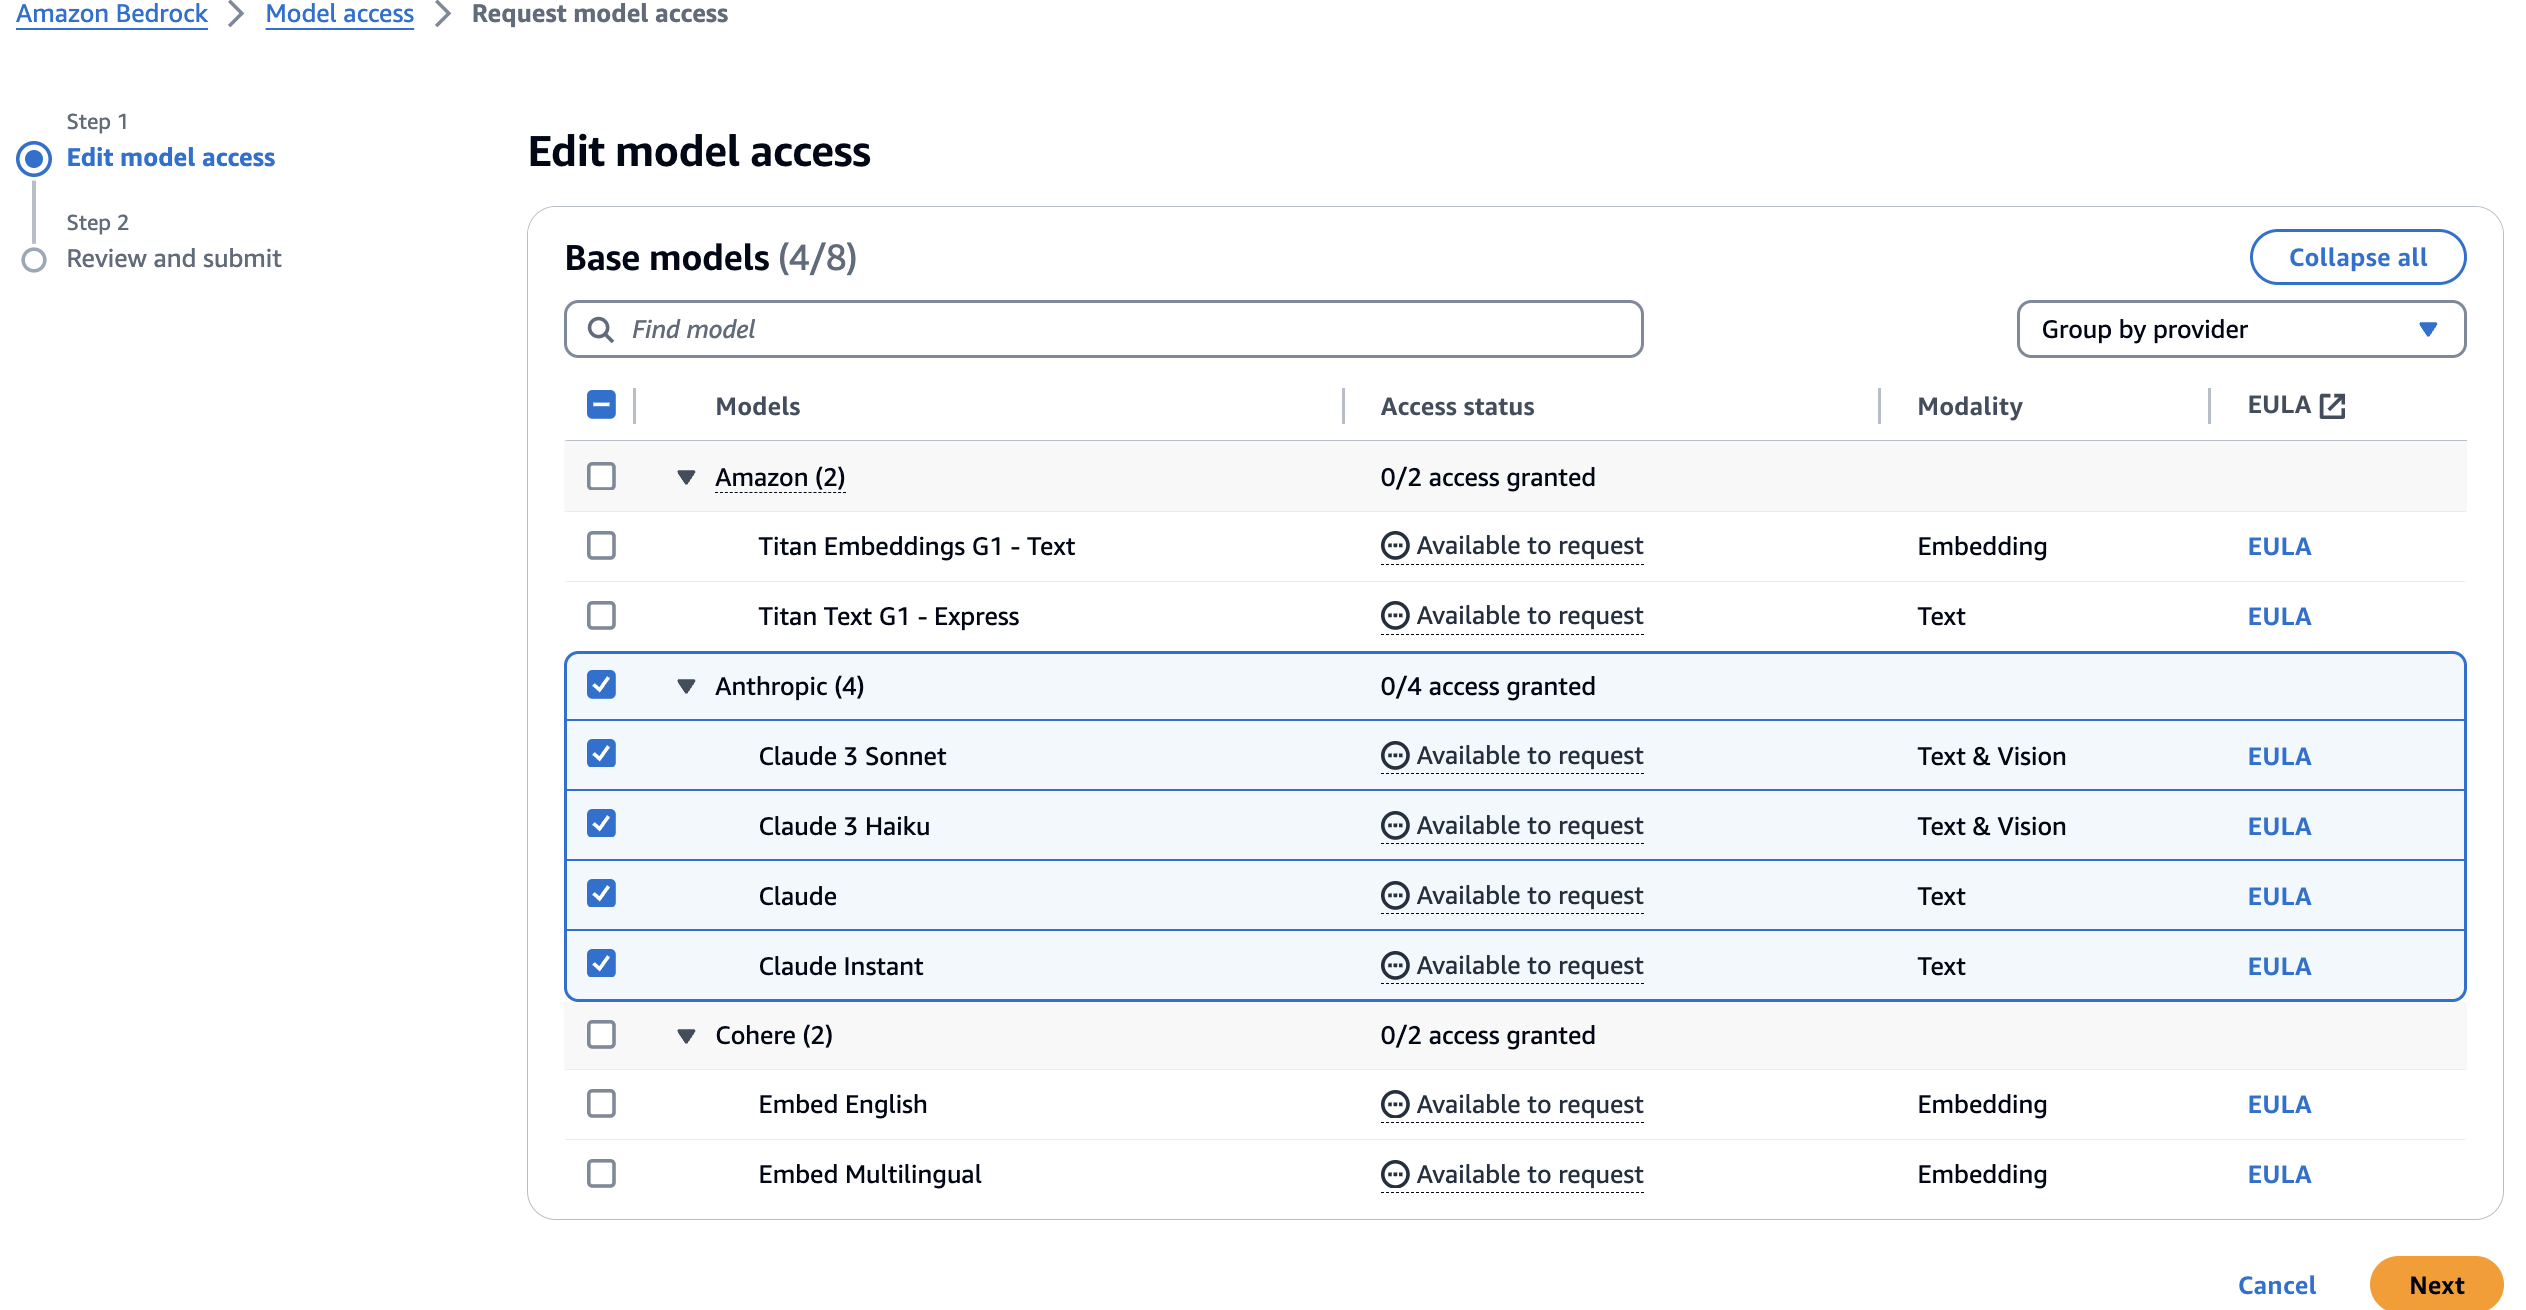 Amazon Bedrock > Model access > Request model access
Step 1
Edit model access
Step 2
Review and submit
Edit model access
Base models (4/8)
Collapse all
Find model
Group by provider
Models Access status Modality EULA
Amazon (2) 0/2 access granted
Titan Embeddings G1 - Text Available to request Embedding EULA
Titan Text G1 - Express Available to request Text EULA
Anthropic (4) 0/4 access granted
Claude 3 Sonnet Available to request Text & Vision EULA
Claude 3 Haiku Available to request Text & Vision EULA
Claude Available to request Text EULA
Claude Instant Available to request Text EULA
Cohere (2) 0/2 access granted
Embed English Available to request Embedding EULA
Embed Multilingual Available to request Embedding EULA
Cancel Next